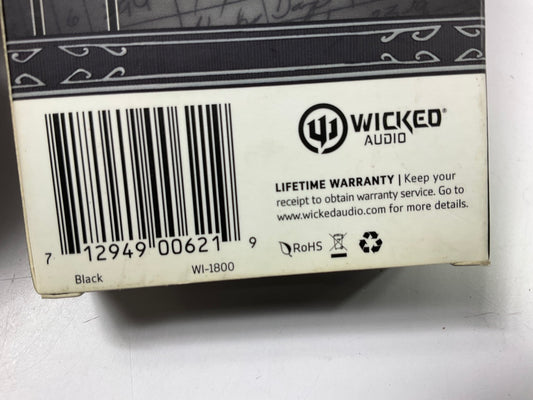 WICKED®
AUDIO
LIFETIME WARRANTY | Keep your
receipt to obtain warranty service. Go to
www.wickedaudio.com for more details.
RoHS
7 12949 00621 9
Black WI-1800